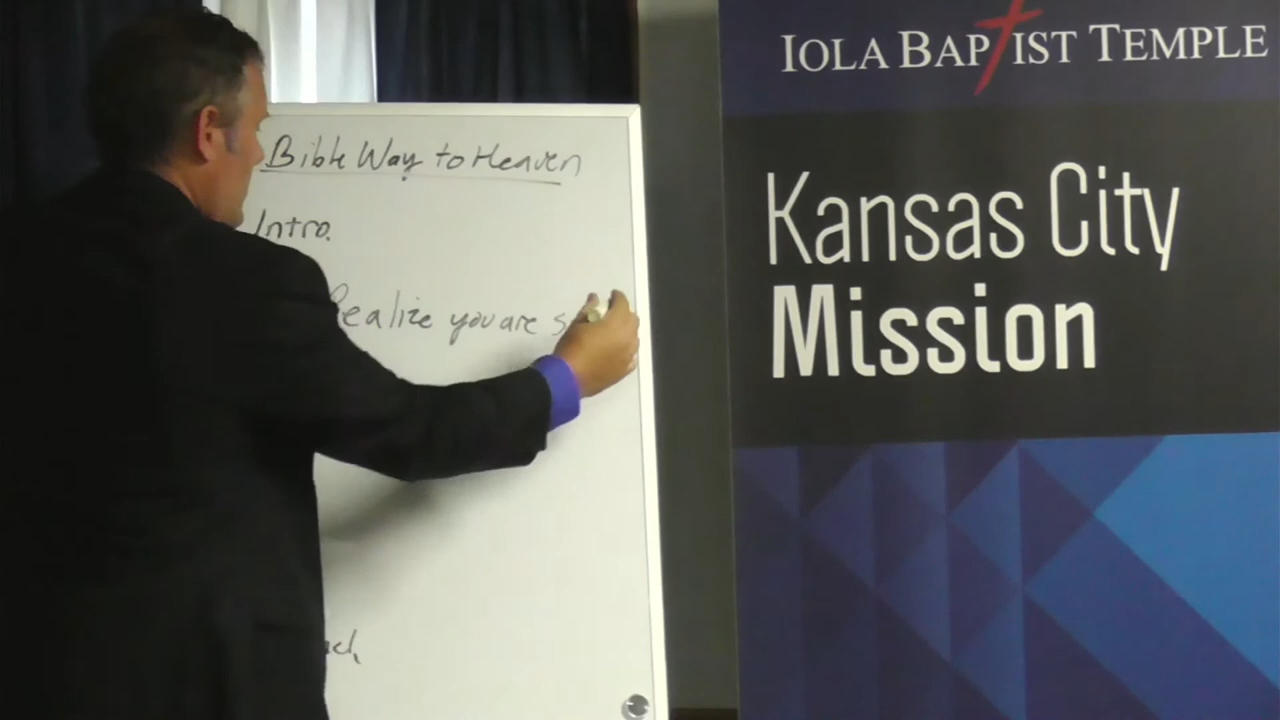 Bible Way to Heaven
Intro.
Realize you are
IOLA BAPTIST TEMPLE
Kansas City
Mission